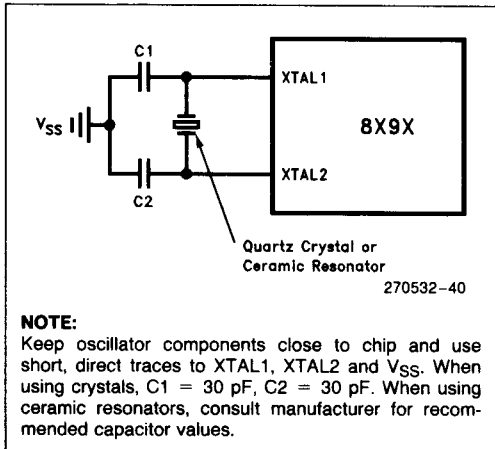 C1
XTAL1
VSS
8X9X
XTAL2
C2
Quartz Crystal or
Ceramic Resonator
270532-40
NOTE:
Keep oscillator components close to chip and use
short, direct traces to XTAL1, XTAL2 and VSS. When
using crystals, C1 = 30 pF, C2 = 30 pF. When using
ceramic resonators, consult manufacturer for recom-
mended capacitor values.